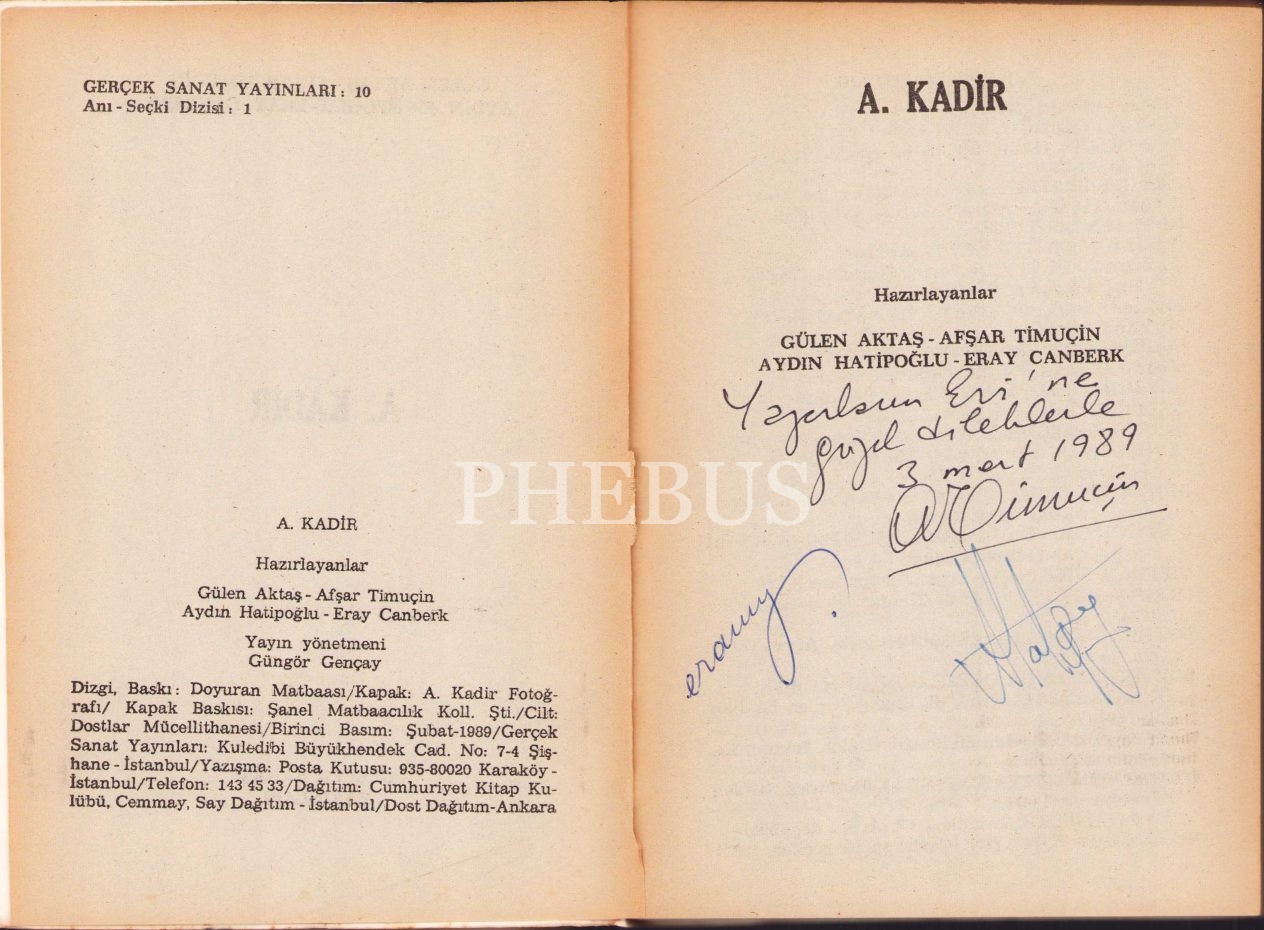 GERÇEK SANAT YAYINLARI: 10
Anı - Seçki Dizisi: 1
A. KADİR
Hazırlayanlar
Gülen Aktaş - Afşar Timuçin
Aydın Hatipoğlu - Eray Canberk
Yayın yönetmeni
Güngör Gençay
Dizgi, Baskı: Doyuran Matbaası/Kapak: A. Kadir Fotoğ-
rafı/ Kapak Baskısı: Şanel Matbaacılık Koll. Şti./Cilt:
Dostlar Mücellithanesi/Birinci Basım: Şubat-1989/Gerçek
Sanat Yayınları: Kuledibi Büyükhendek Cad. No: 7-4 Şiş-
hane - İstanbul/Yazışma: Posta Kutusu: 935-80020 Karaköy -
İstanbul/Telefon: 143 45 33/Dağıtım: Cumhuriyet Kitap Ku-
lübü, Cemmay, Say Dağıtım - İstanbul/Dost Dağıtım-Ankara
PHEBUS
A. KADİR
Hazırlayanlar
GÜLEN AKTAŞ - AFŞAR TİMUÇİN
AYDIN HATİPOĞLU - ERAY CANBERK
Yazarların Evi'ne
güzel dileklerle
3 mart 1989
A Timuçin
eray